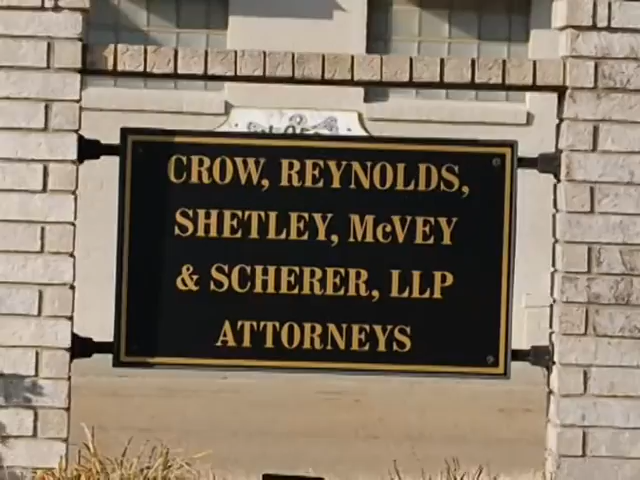 CROW, REYNOLDS,
SHETLEY, McVEY
& SCHERER, LLP
ATTORNEYS